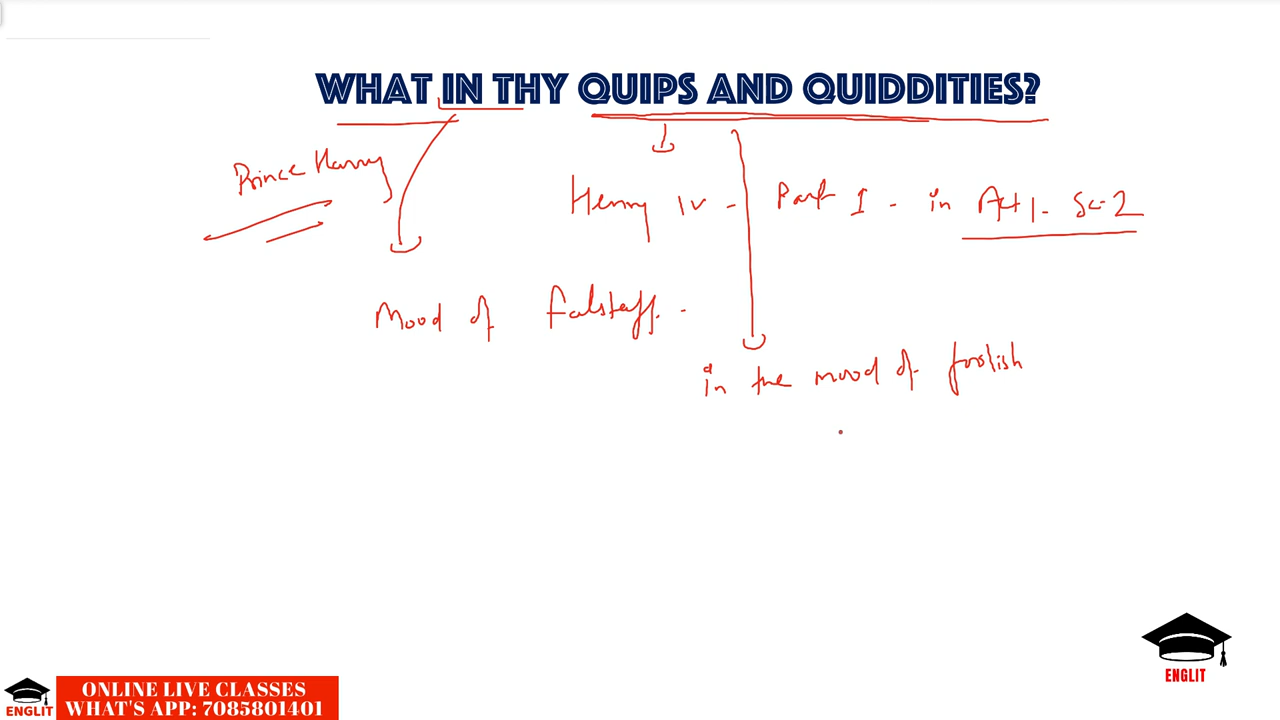 WHAT IN THY QUIPS AND QUIDDITIES?
Prince Harry
Henry IV - Part I - in Act 1 - Sc-2
Mood of falstaff -
in the mood of foolish
ENGLIT
ONLINE LIVE CLASSES
WHAT'S APP: 7085801401
ENGLIT